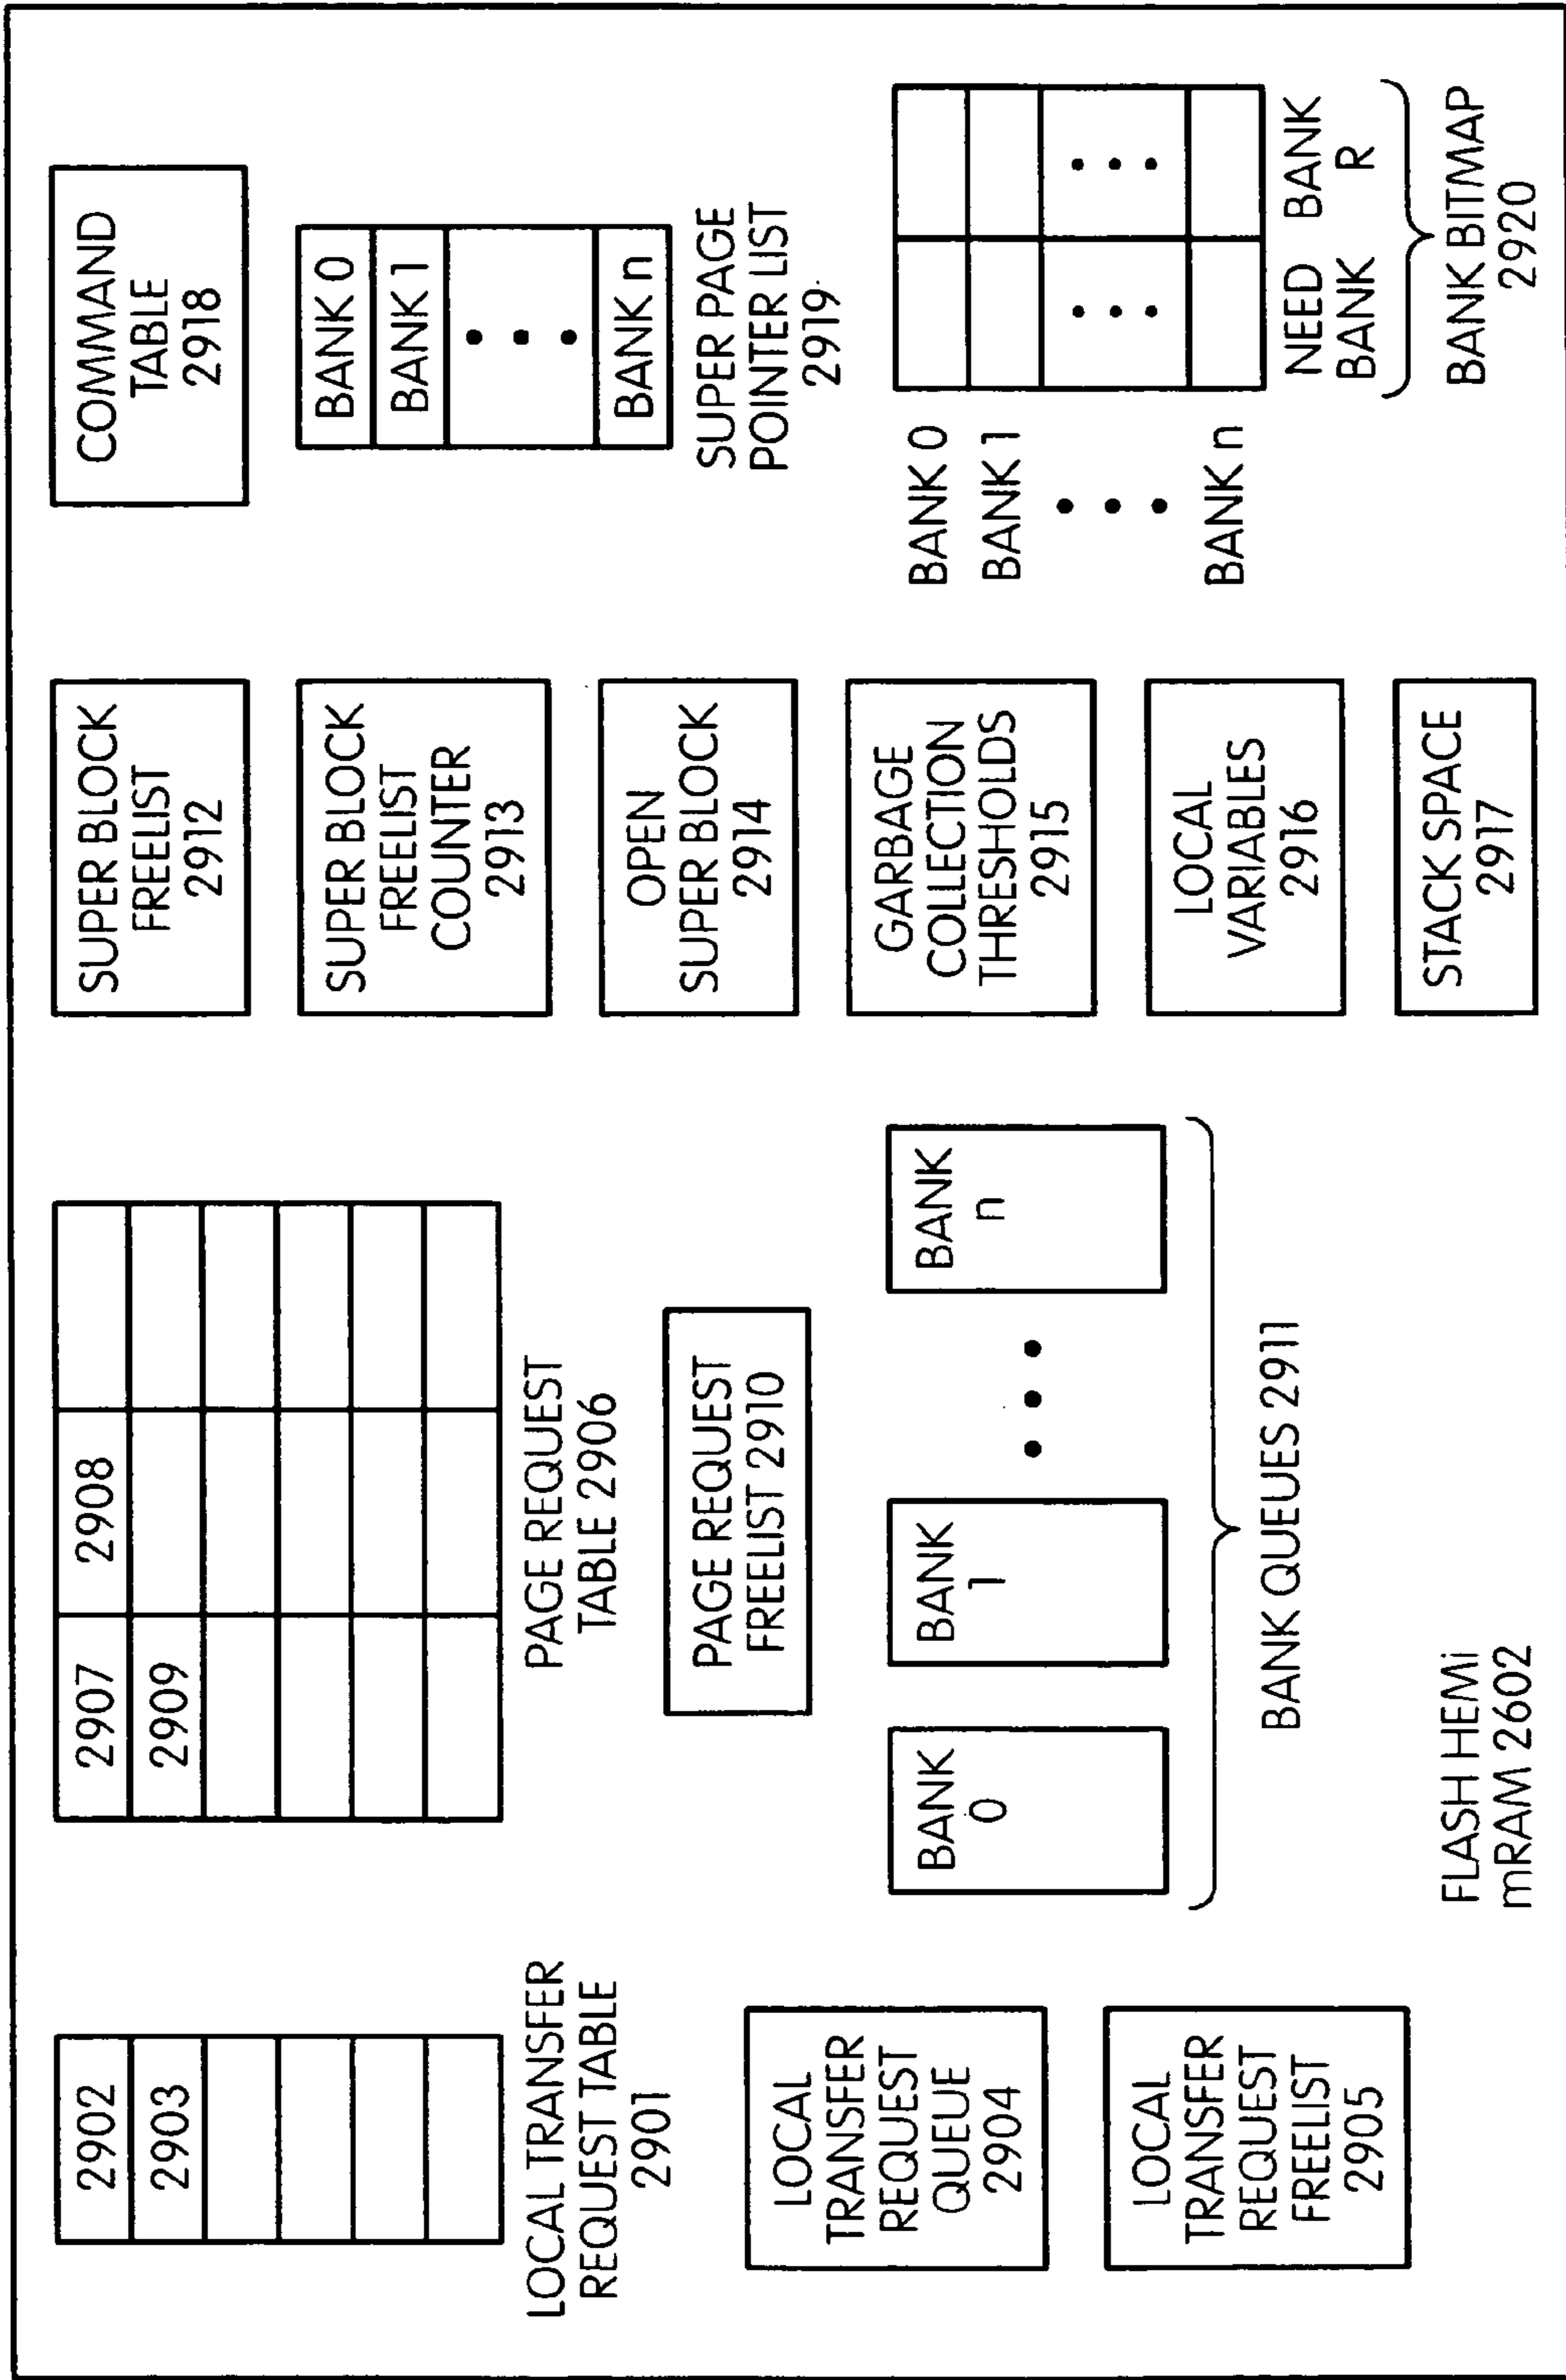 2902
2903
LOCAL TRANSFER
REQUEST TABLE
2901
LOCAL
TRANSFER
REQUEST
QUEUE
2904
LOCAL
TRANSFER
REQUEST
FREELIST
2905
2907 2908
2909
PAGE REQUEST
TABLE 2906
PAGE REQUEST
FREELIST 2910
BANK
0
BANK
1
• • •
BANK
n
BANK QUEUES 2911
FLASH HEMi
mRAM 2602
SUPER BLOCK
FREELIST
2912
SUPER BLOCK
FREELIST
COUNTER
2913
OPEN
SUPER BLOCK
2914
GARBAGE
COLLECTION
THRESHOLDS
2915
LOCAL
VARIABLES
2916
STACK SPACE
2917
COMMAND
TABLE
2918
BANK 0
BANK 1
BANK n
SUPER PAGE
POINTER LIST
2919
BANK 0
BANK 1
BANK n
NEED BANK
BANK R
BANK BITMAP
2920